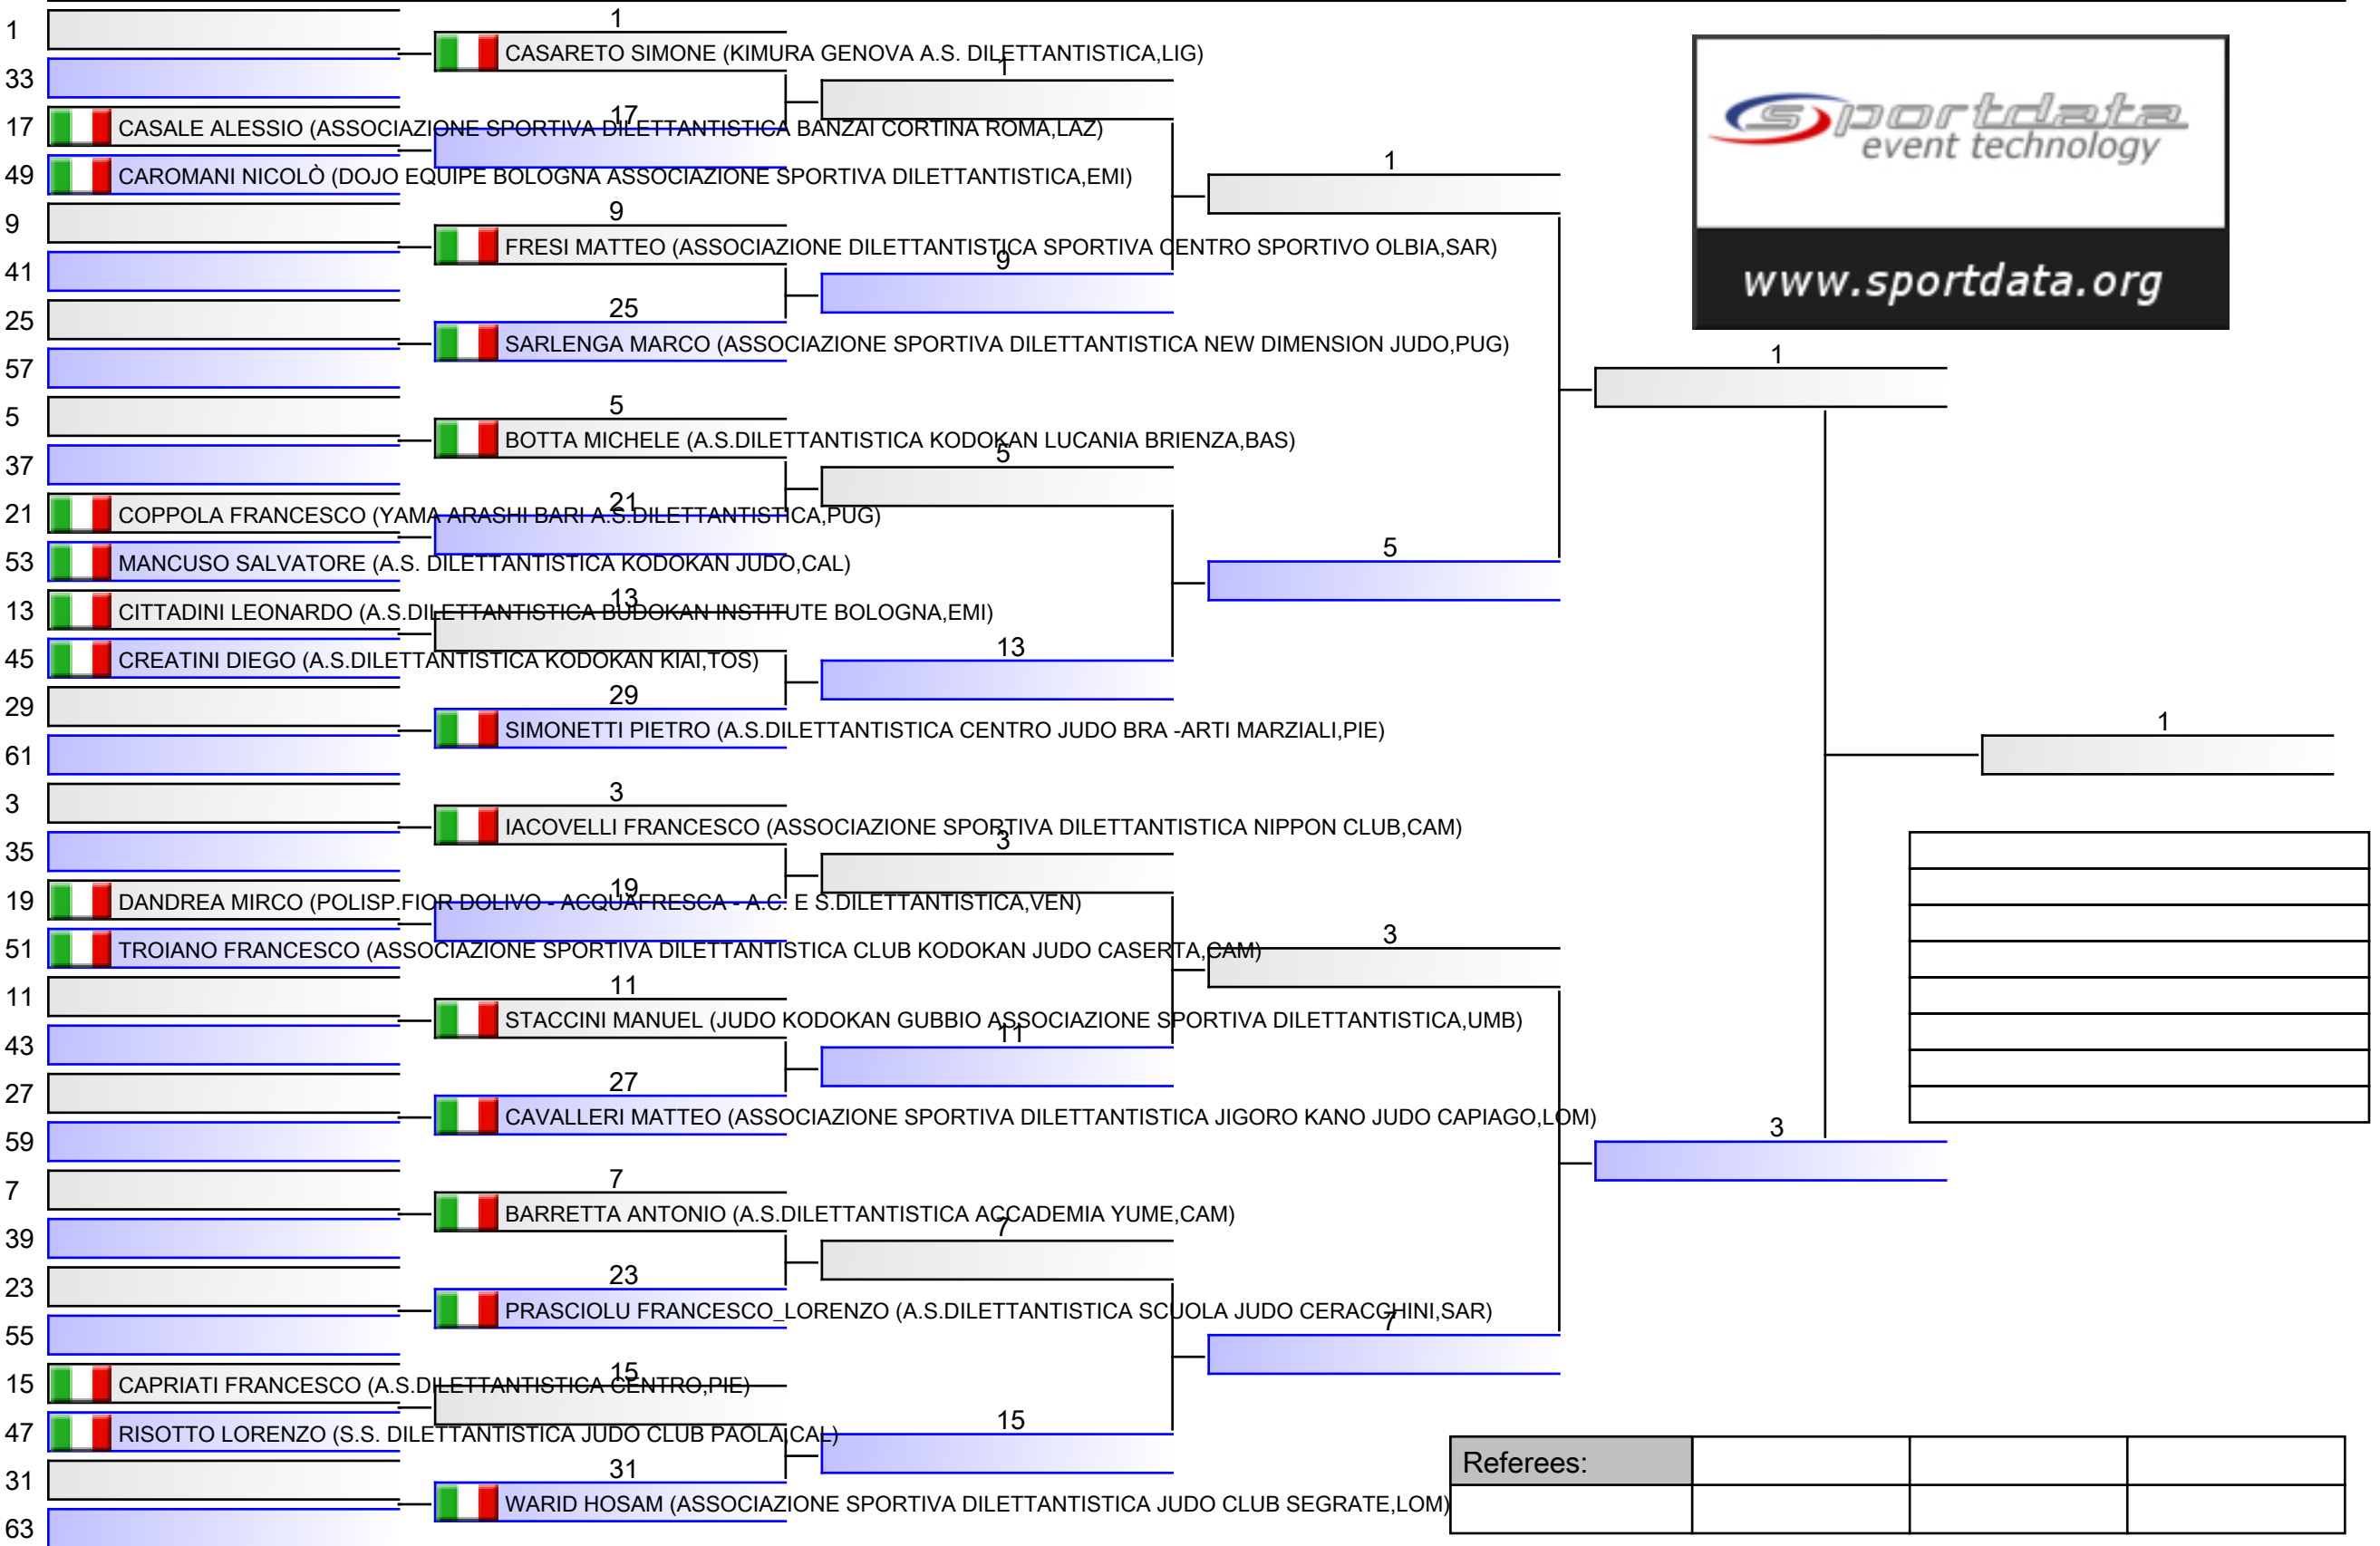 1
1
CASARETO SIMONE (KIMURA GENOVA A.S. DILETTANTISTICA,LIG)
1
33
17
17
CASALE ALESSIO (ASSOCIAZIONE SPORTIVA DILETTANTISTICA BANZAI CORTINA ROMA,LAZ)
sportdata
event technology
1
49
CAROMANI NICOLÒ (DOJO EQUIPE BOLOGNA ASSOCIAZIONE SPORTIVA DILETTANTISTICA,EMI)
9
9
FRESI MATTEO (ASSOCIAZIONE DILETTANTISTICA SPORTIVA CENTRO SPORTIVO OLBIA,SAR)
9
41
www.sportdata.org
25
25
SARLENGA MARCO (ASSOCIAZIONE SPORTIVA DILETTANTISTICA NEW DIMENSION JUDO,PUG)
1
57
5
5
BOTTA MICHELE (A.S.DILETTANTISTICA KODOKAN LUCANIA BRIENZA,BAS)
5
37
21
21
COPPOLA FRANCESCO (YAMA ARASHI BARI A.S.DILETTANTISTICA,PUG)
5
53
MANCUSO SALVATORE (A.S. DILETTANTISTICA KODOKAN JUDO,CAL)
13
13
CITTADINI LEONARDO (A.S.DILETTANTISTICA BUDOKAN INSTITUTE BOLOGNA,EMI)
13
45
CREATINI DIEGO (A.S.DILETTANTISTICA KODOKAN KIAI,TOS)
29
29
SIMONETTI PIETRO (A.S.DILETTANTISTICA CENTRO JUDO BRA -ARTI MARZIALI,PIE)
1
61
3
3
IACOVELLI FRANCESCO (ASSOCIAZIONE SPORTIVA DILETTANTISTICA NIPPON CLUB,CAM)
3
35
19
19
DANDREA MIRCO (POLISP.FIOR DOLIVO - ACQUAFRESCA - A.C. E S.DILETTANTISTICA,VEN)
3
51
TROIANO FRANCESCO (ASSOCIAZIONE SPORTIVA DILETTANTISTICA CLUB KODOKAN JUDO CASERTA,CAM)
11
11
STACCINI MANUEL (JUDO KODOKAN GUBBIO ASSOCIAZIONE SPORTIVA DILETTANTISTICA,UMB)
11
43
27
27
CAVALLERI MATTEO (ASSOCIAZIONE SPORTIVA DILETTANTISTICA JIGORO KANO JUDO CAPIAGO,LOM)
3
59
7
7
BARRETTA ANTONIO (A.S.DILETTANTISTICA ACCADEMIA YUME,CAM)
7
39
23
23
PRASCIOLU FRANCESCO_LORENZO (A.S.DILETTANTISTICA SCUOLA JUDO CERACCHINI,SAR)
7
55
15
15
CAPRIATI FRANCESCO (A.S.DILETTANTISTICA CENTRO,PIE)
15
47
RISOTTO LORENZO (S.S. DILETTANTISTICA JUDO CLUB PAOLA,CAL)
Referees:
31
31
WARID HOSAM (ASSOCIAZIONE SPORTIVA DILETTANTISTICA JUDO CLUB SEGRATE,LOM)
63